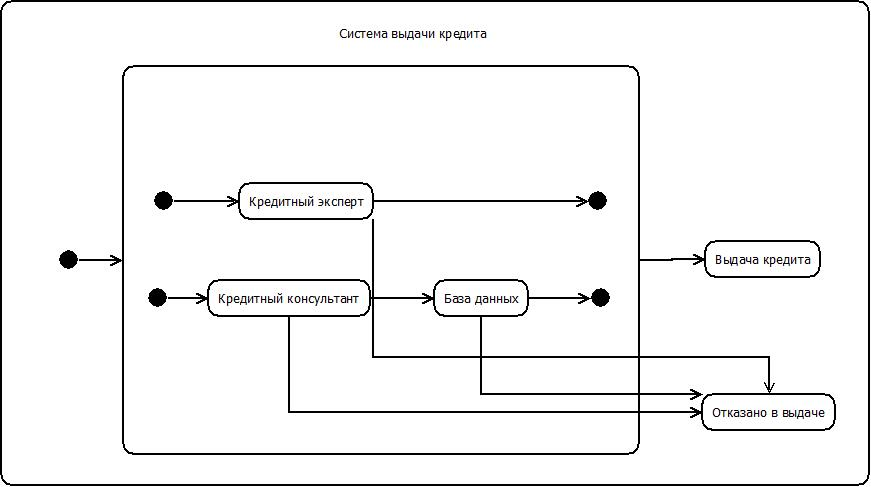 Система выдачи кредита
Кредитный эксперт
Выдача кредита
Кредитный консультант
База данных
Отказано в выдаче